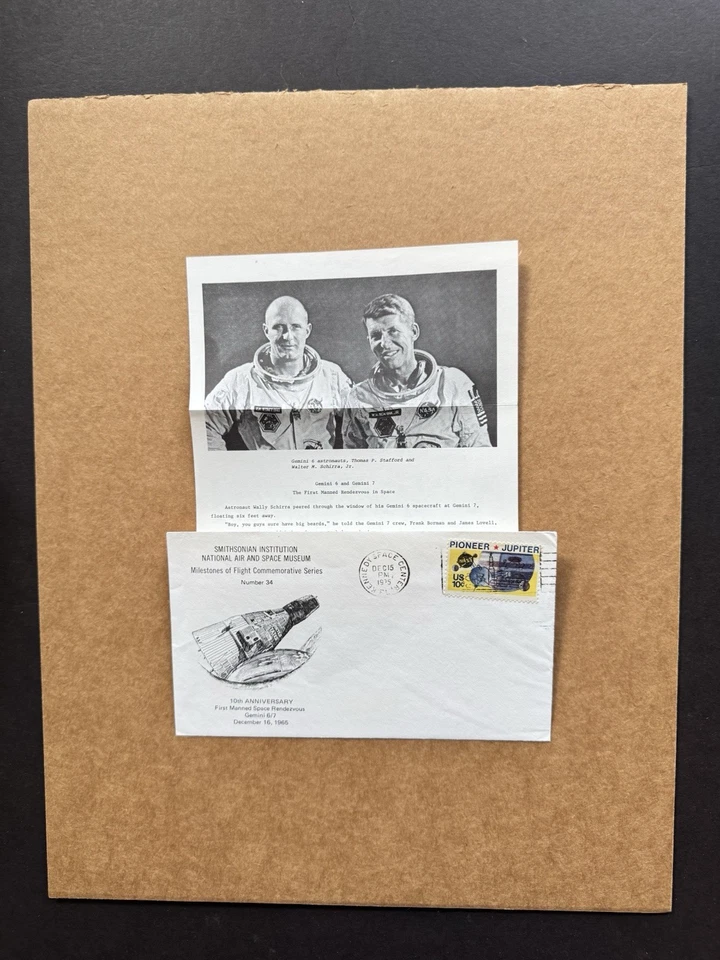 Gemini 6 astronauts, Thomas P. Stafford and
Walter M. Schirra, Jr.
Gemini 6 and Gemini 7
The First Manned Rendezvous in Space
Astronaut Wally Schirra peered through the window of his Gemini 6 spacecraft at Gemini 7,
floating six feet away.
"Boy, you guys sure have big beards," he told the Gemini 7 crew, Frank Borman and James Lovell,
SMITHSONIAN INSTITUTION
NATIONAL AIR AND SPACE MUSEUM
Milestones of Flight Commemorative Series
Number 34
KENNEDY SPACE CENTER
DEC 15
PM
1975
FL
PIONEER ★ JUPITER
US
10c
10th ANNIVERSARY
First Manned Space Rendezvous
Gemini 6/7
December 16, 1965